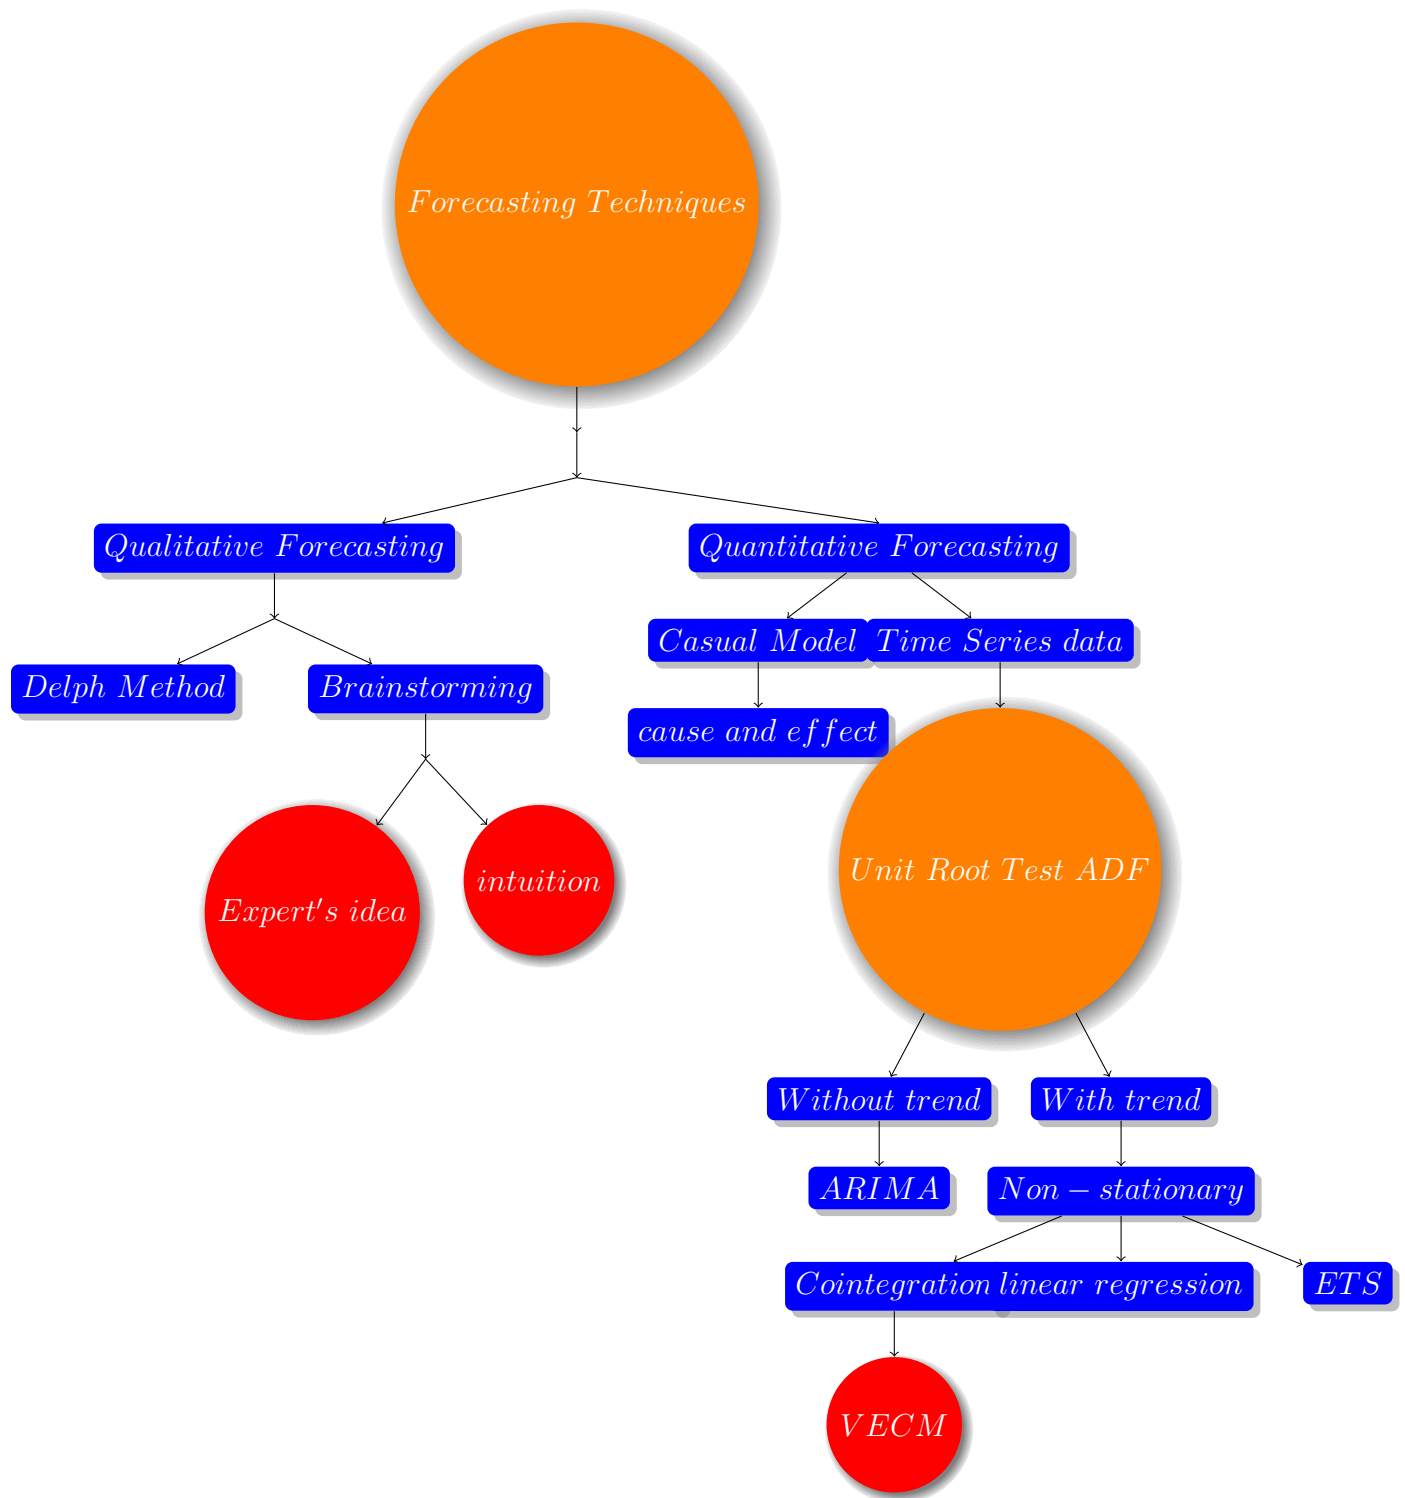 Forecasting Techniques
Qualitative Forecasting
Quantitative Forecasting
Casual Model
Time Series data
Delph Method
Brainstorming
cause and effect
Expert's idea
intuition
Unit Root Test ADF
Without trend
With trend
ARIMA
Non − stationary
Cointegration
linear regression
ETS
VECM